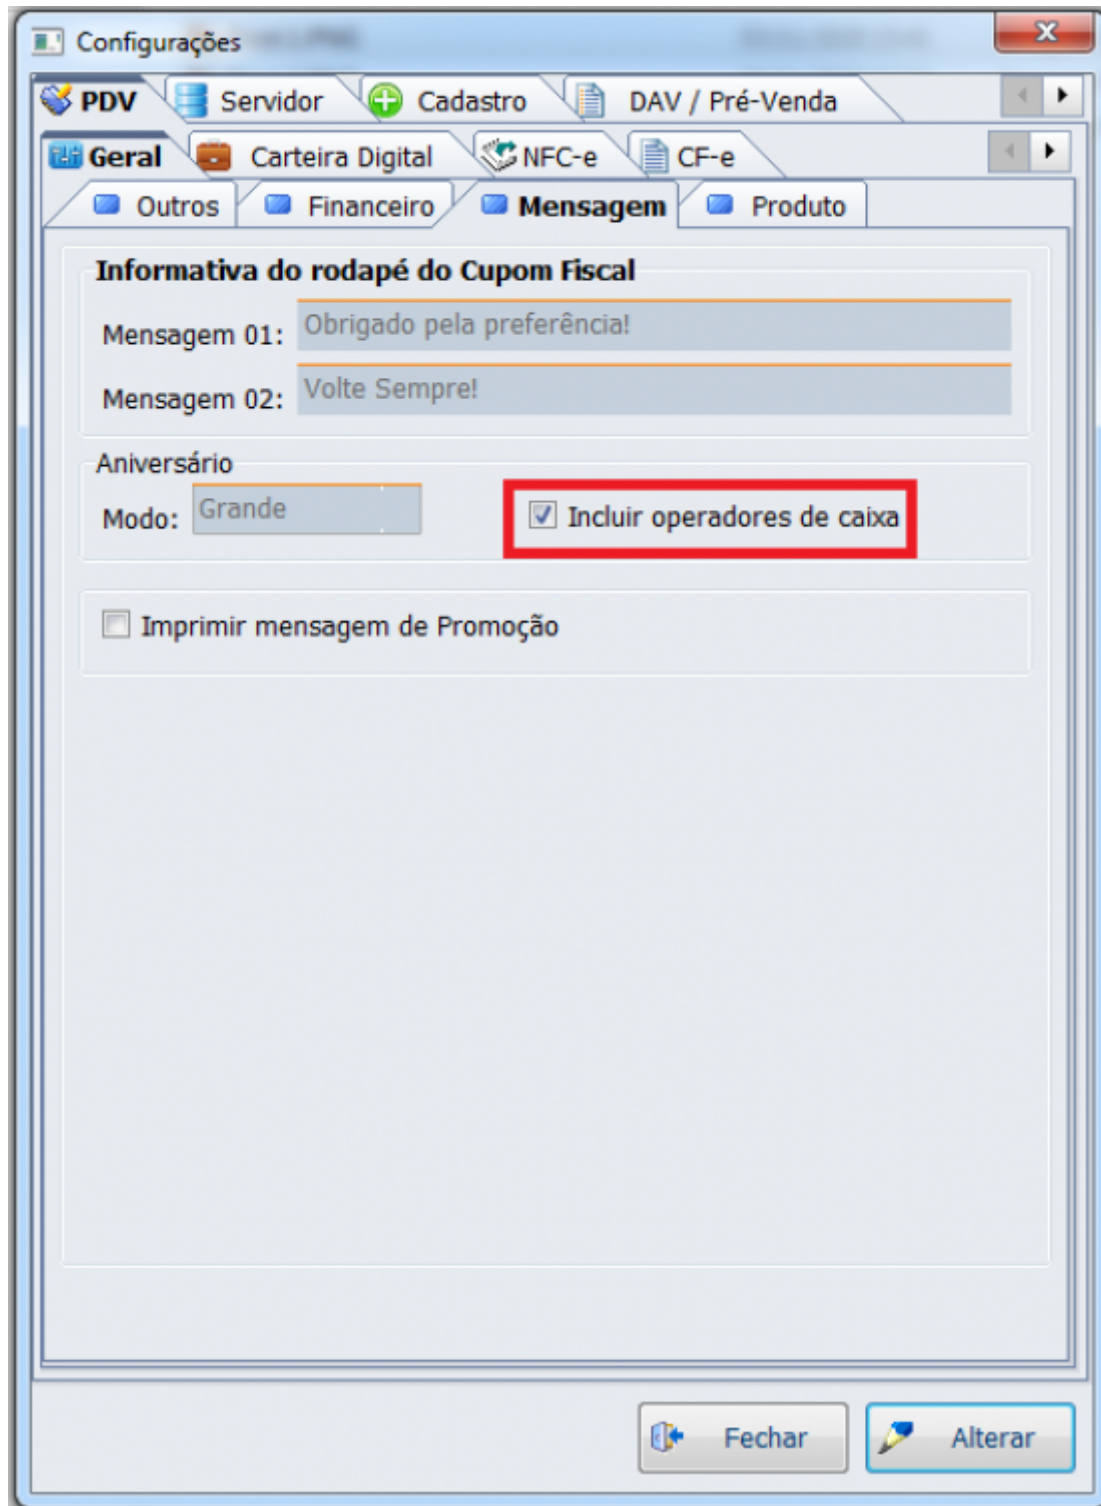 Configurações
PDV Servidor Cadastro DAV / Pré-Venda
Geral Carteira Digital NFC-e CF-e
Outros Financeiro Mensagem Produto
Informativa do rodapé do Cupom Fiscal
Mensagem 01: Obrigado pela preferência!
Mensagem 02: Volte Sempre!
Aniversário
Modo: Grande Incluir operadores de caixa
Imprimir mensagem de Promoção
Fechar Alterar